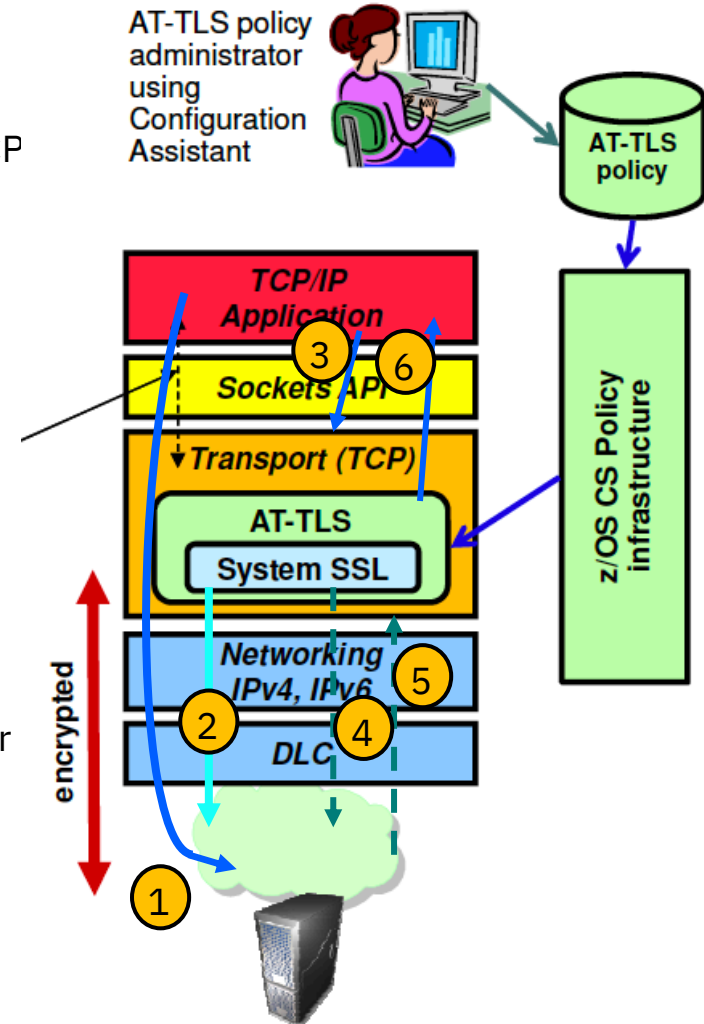 AT-TLS policy
administrator
using
Configuration
Assistant
P
AT-TLS
policy
TCP/IP
Application
3
6
Sockets API
Transport (TCP)
AT-TLS
System SSL
z/OS CS Policy
infrastructure
Networking
IPv4, IPv6
5
2
4
r
DLC
encrypted
1